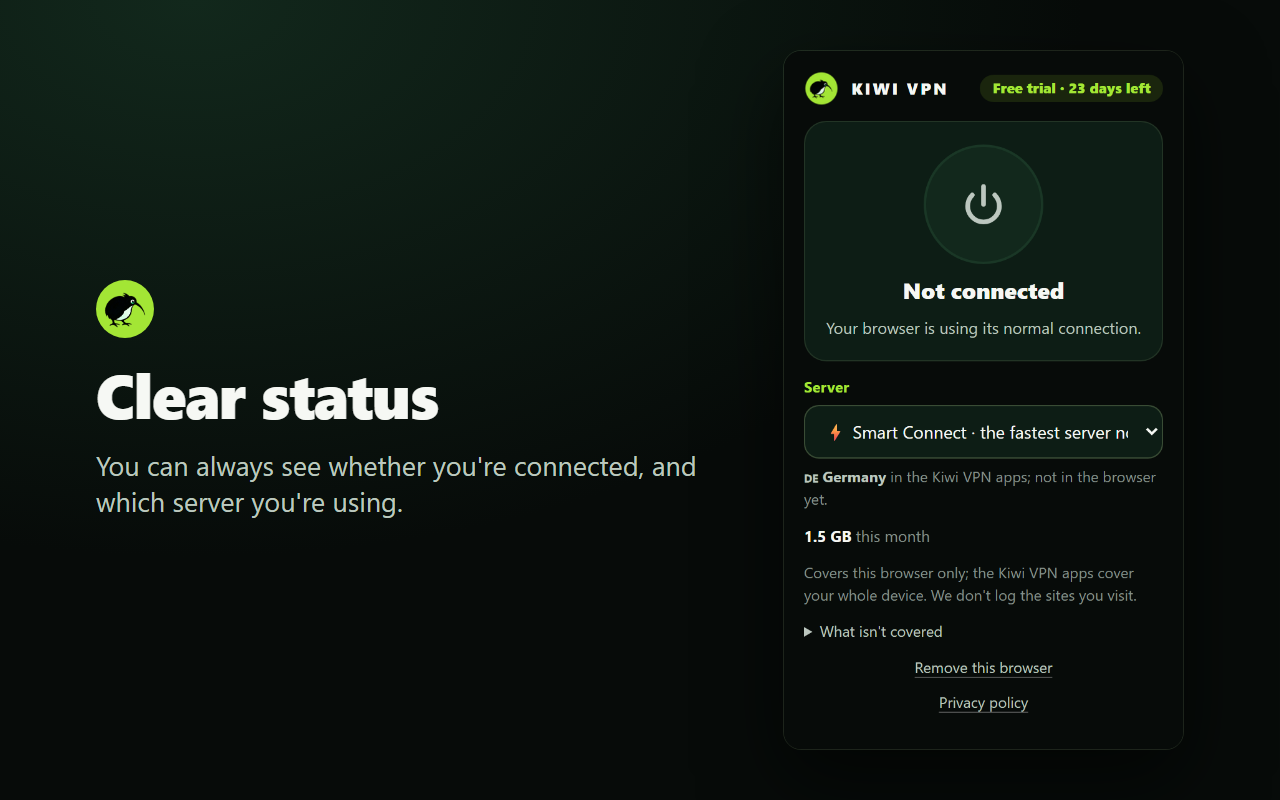 Clear status
You can always see whether you're connected, and
which server you're using.
KIWI VPN
Free trial · 23 days left
Not connected
Your browser is using its normal connection.
Server
Smart Connect · the fastest server
DE Germany in the Kiwi VPN apps; not in the browser
yet.
1.5 GB this month
Covers this browser only; the Kiwi VPN apps cover
your whole device. We don't log the sites you visit.
What isn't covered
Remove this browser
Privacy policy